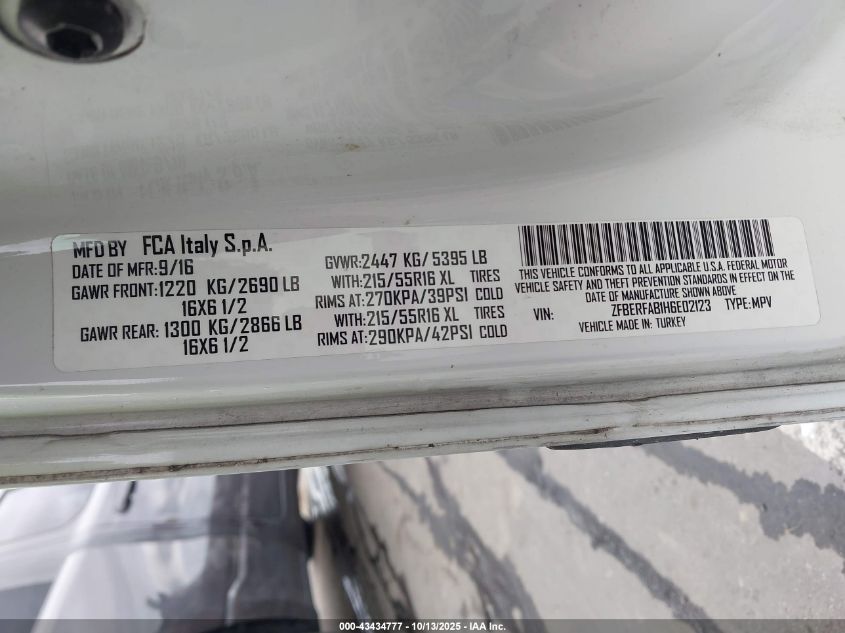 MFD BY FCA Italy S.p.A.
DATE OF MFR:9/16
GAWR FRONT:1220 KG/2690 LB
16X6 1/2
GAWR REAR: 1300 KG/2866 LB
16X6 1/2
GVWR:2447 KG/ 5395 LB
WITH:215/55R16 XL TIRES
RIMS AT:270KPA/39PSI COLD
WITH:215/55R16 XL TIRES
RIMS AT:290KPA/42PSI COLD
THIS VEHICLE CONFORMS TO ALL APPLICABLE U.S.A. FEDERAL MOTOR
VEHICLE SAFETY AND THEFT PREVENTION STANDARDS IN EFFECT ON THE
DATE OF MANUFACTURE SHOWN ABOVE
VIN: ZFBERFAB1H6E02123 TYPE:MPV
VEHICLE MADE IN: TURKEY
000-43434777 - 10/13/2025 - IAA Inc.